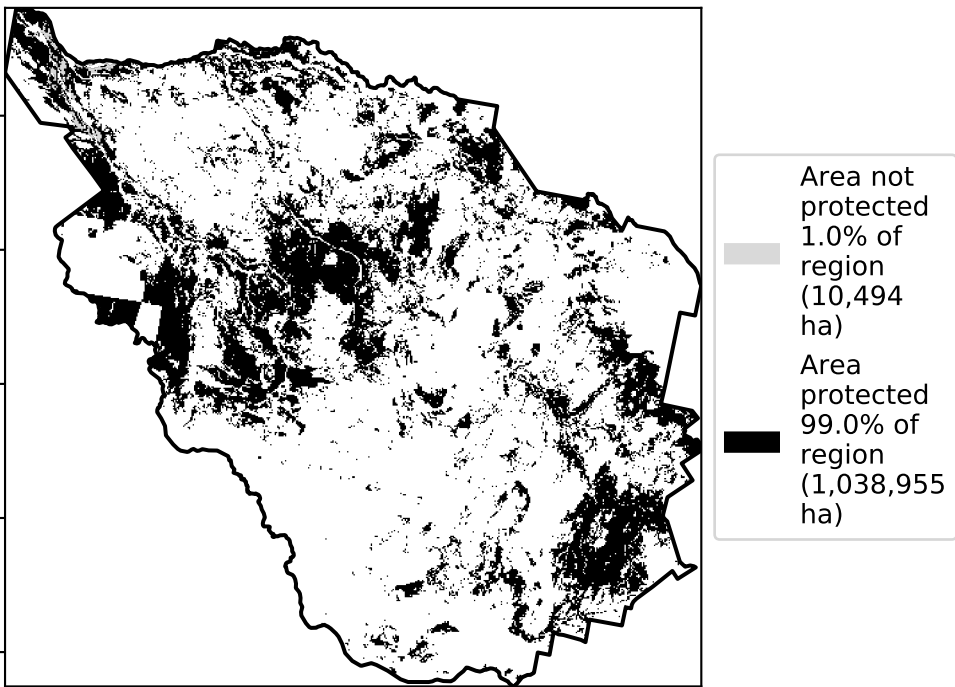 Area not
protected
1.0% of
region
(10,494
ha)
Area
protected
99.0% of
region
(1,038,955
ha)